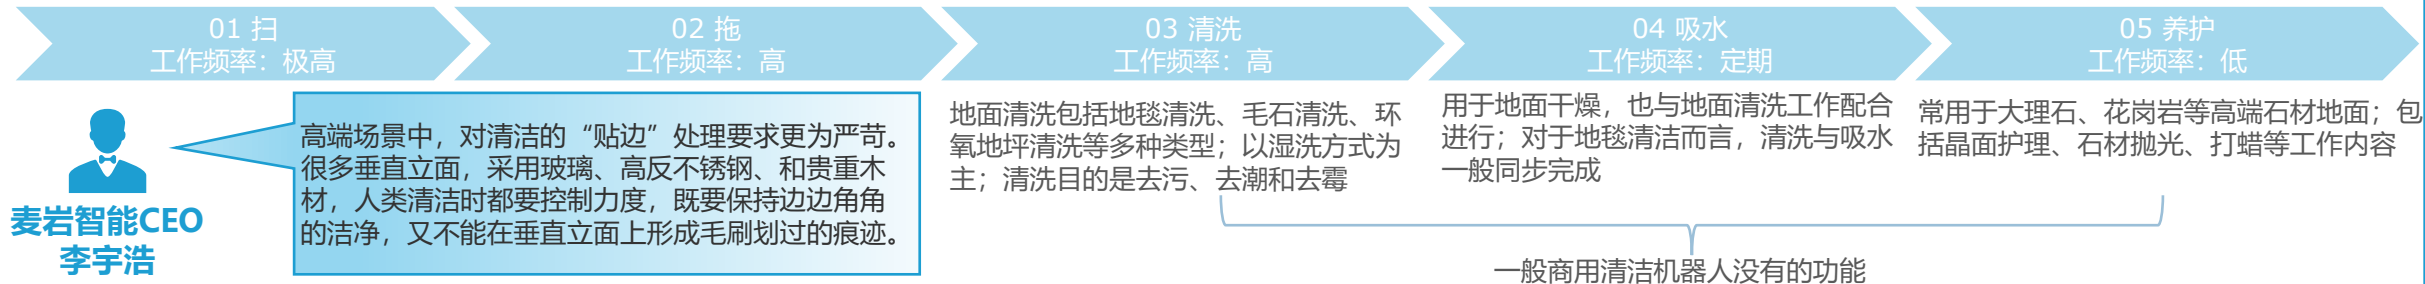 01 扫
工作频率：极高
02 拖
工作频率：高
03 清洗
工作频率：高
04 吸水
工作频率：定期
05 养护
工作频率：低
麦岩智能CEO
李宇浩
高端场景中，对清洁的“贴边”处理要求更为严苛。
很多垂直立面，采用玻璃、高反不锈钢、和贵重木
材，人类清洁时都要控制力度，既要保持边边角角
的洁净，又不能在垂直立面上形成毛刷划过的痕迹。
地面清洗包括地毯清洗、毛石清洗、环
氧地坪清洗等多种类型；以湿洗方式为
主；清洗目的是去污、去潮和去霉
用于地面干燥，也与地面清洗工作配合
进行；对于地毯清洁而言，清洗与吸水
一般同步完成
常用于大理石、花岗岩等高端石材地面；包
括晶面护理、石材抛光、打蜡等工作内容
一般商用清洁机器人没有的功能